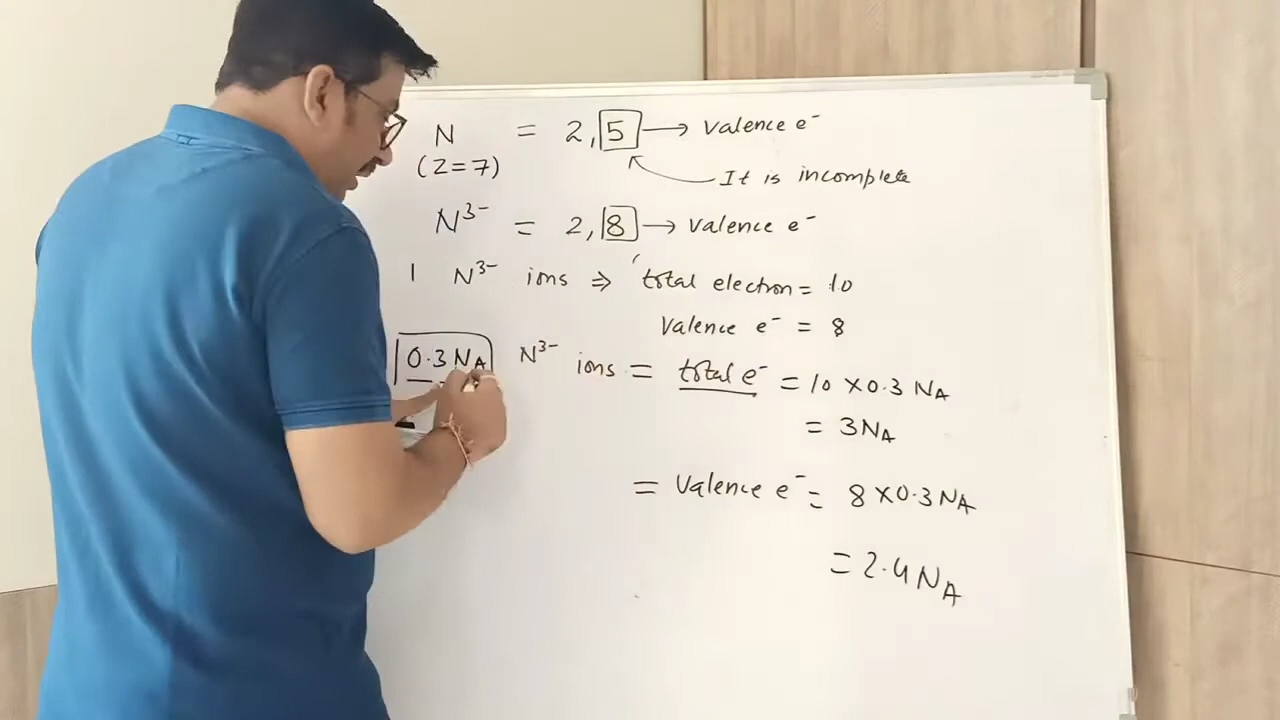 N = 2,5 → Valence e⁻
(Z=7)
It is incomplete
N³⁻ = 2,8 → Valence e⁻
1 N³⁻ ions ⇒ total electron = 10
Valence e⁻ = 8
0.3 NA N³⁻ ions = total e⁻ = 10 × 0.3 NA
= 3NA
= Valence e⁻ = 8 × 0.3 NA
= 2.4 NA